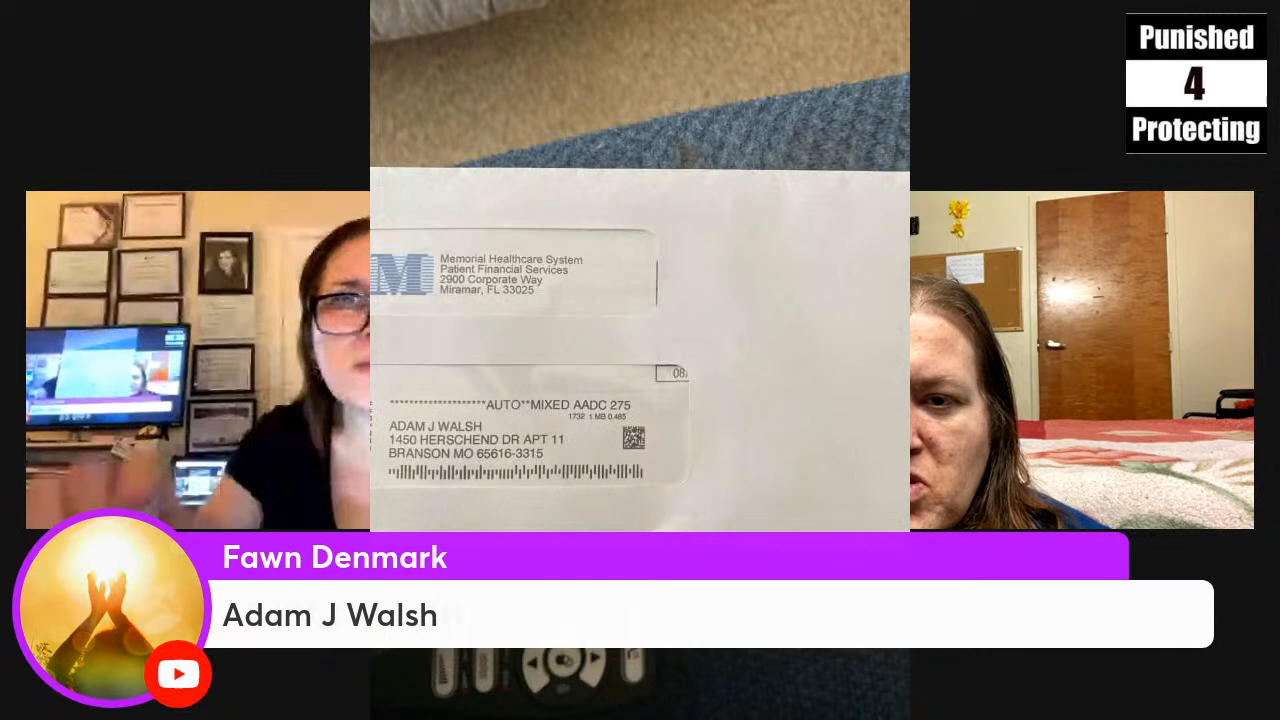 Punished
4
Protecting
M
Memorial Healthcare System
Patient Financial Services
2900 Corporate Way
Miramar, FL 33025
08
********************AUTO**MIXED AADC 275
1732 1 MB 0.485
ADAM J WALSH
1450 HERSCHEND DR APT 11
BRANSON MO 65616-3315
Fawn Denmark
Adam J Walsh